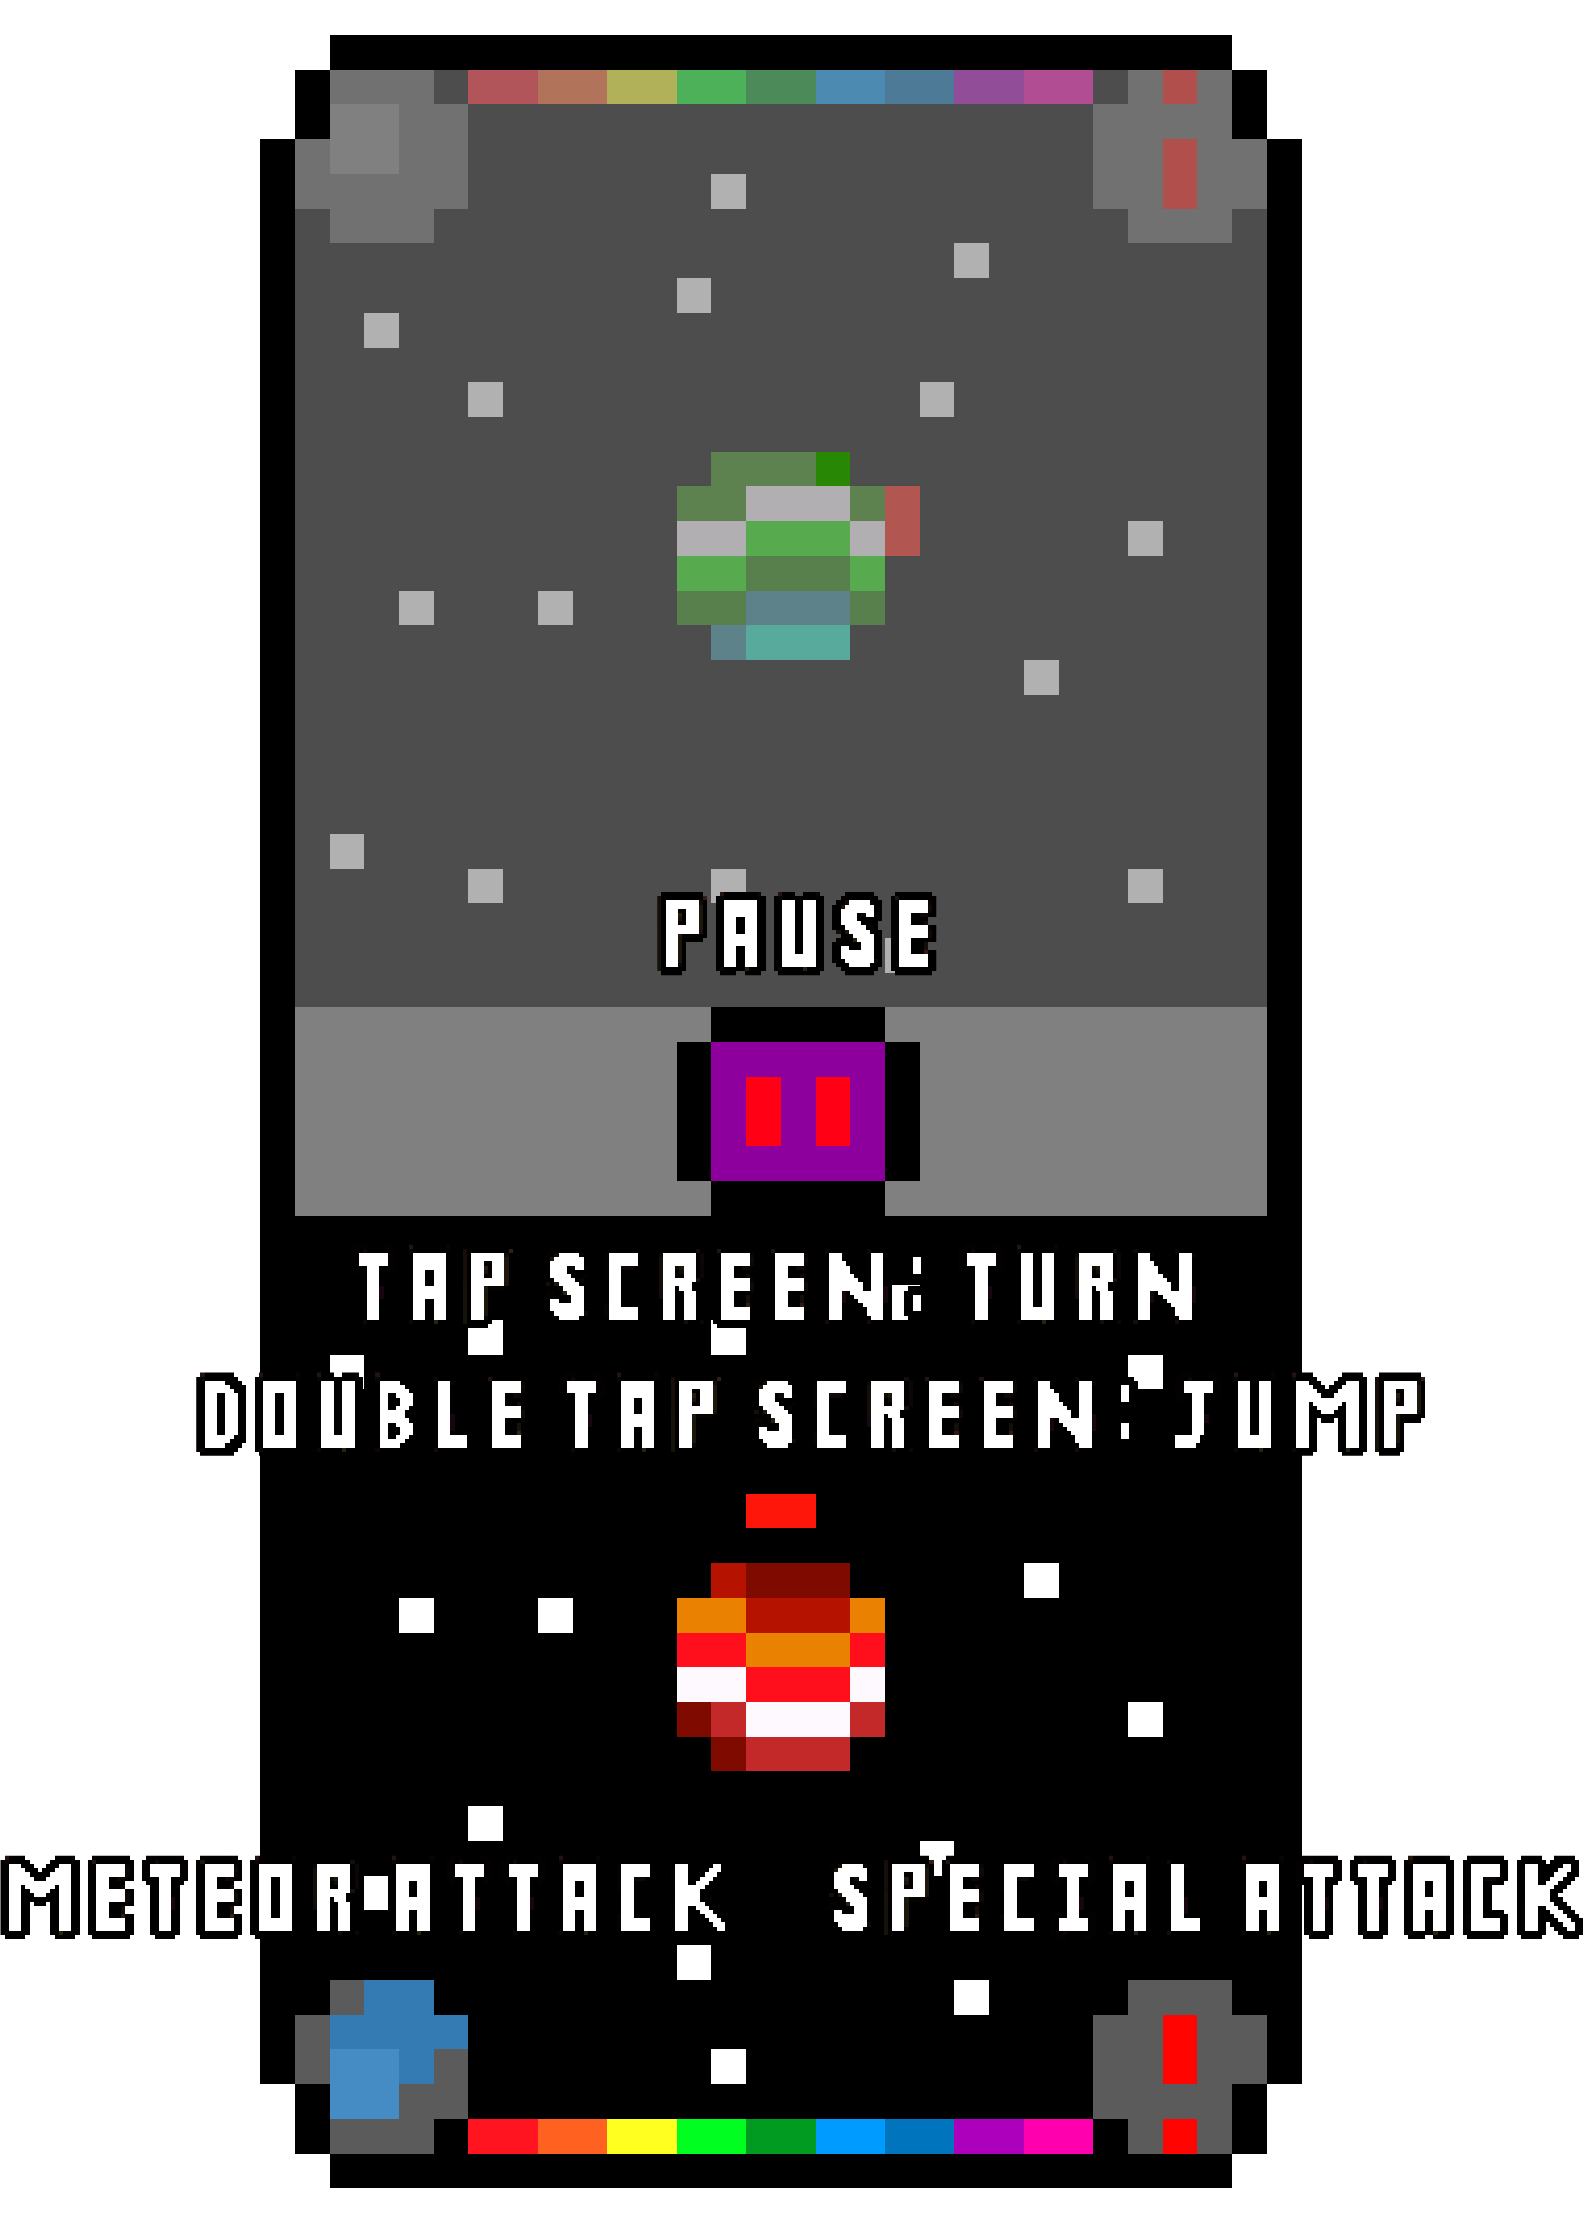 PAUSE
TAP SCREEN: TURN
DOUBLE TAP SCREEN: JUMP
METEOR ATTACK SPECIAL ATTACK